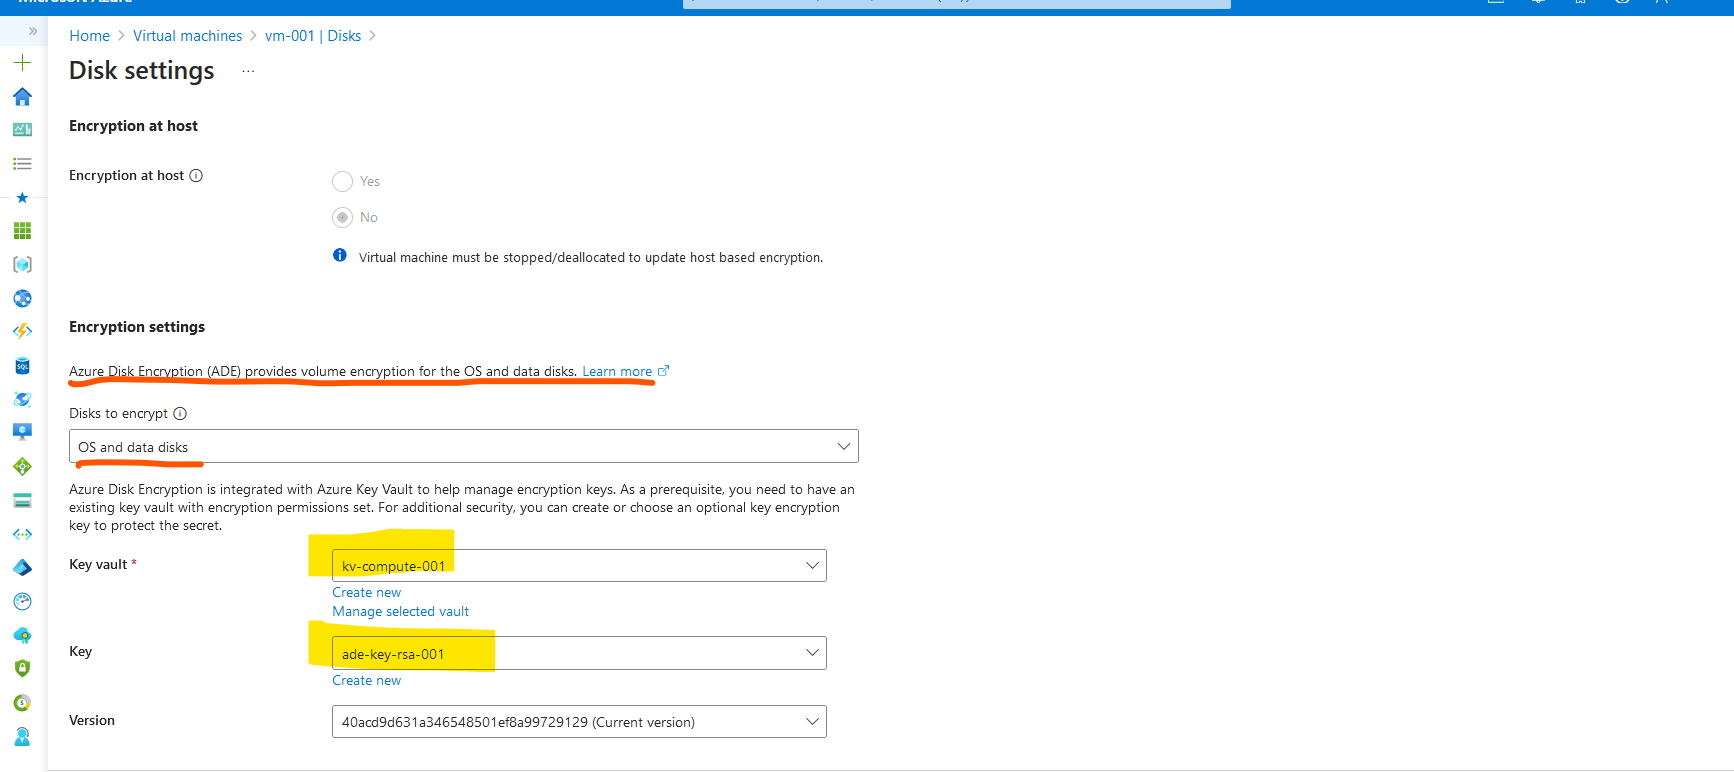 Microsoft Azure
Home > Virtual machines > vm-001 | Disks >
Disk settings ...
Encryption at host
Encryption at host
Yes
No
Virtual machine must be stopped/deallocated to update host based encryption.
Encryption settings
Azure Disk Encryption (ADE) provides volume encryption for the OS and data disks. Learn more
Disks to encrypt
OS and data disks
Azure Disk Encryption is integrated with Azure Key Vault to help manage encryption keys. As a prerequisite, you need to have an
existing key vault with encryption permissions set. For additional security, you can create or choose an optional key encryption
key to protect the secret.
Key vault *
kv-compute-001
Create new
Manage selected vault
Key
ade-key-rsa-001
Create new
Version
40acd9d631a346548501ef8a99729129 (Current version)